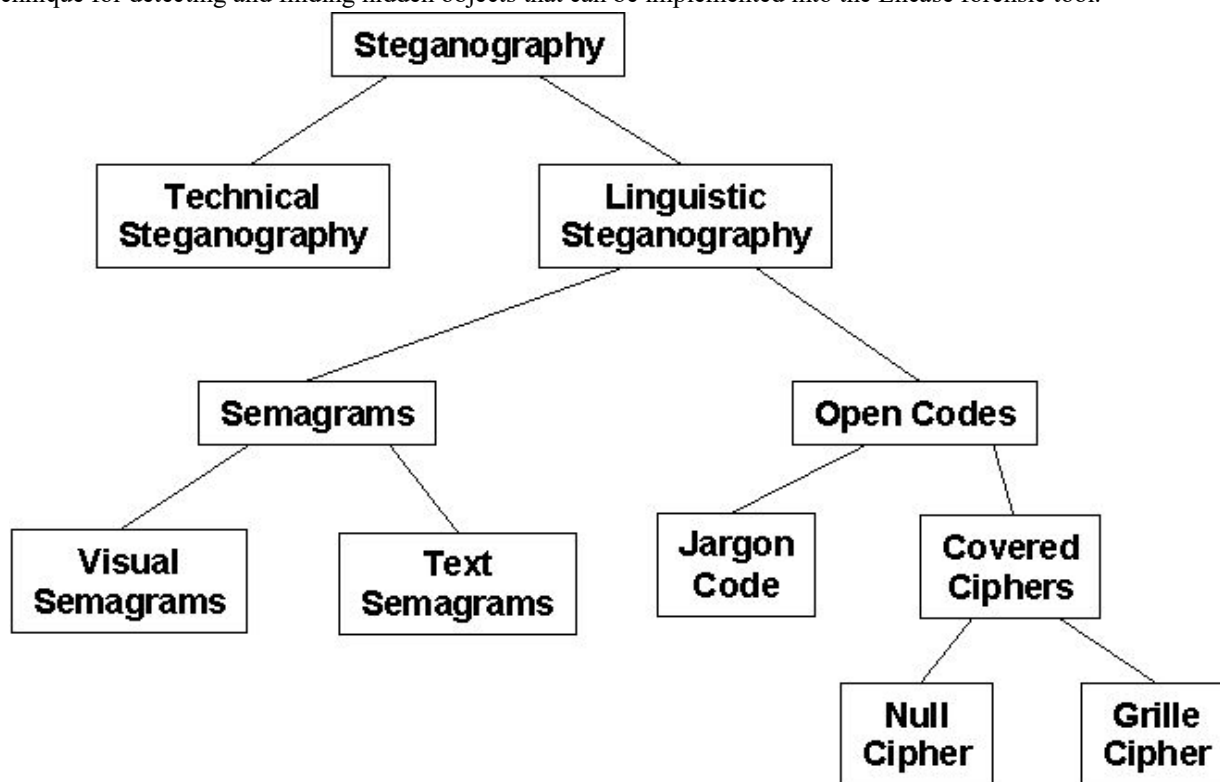 technique for detecting and finding hidden objects that can be implemented into the Encase forensic tool.
Steganography
Technical
Steganography
Linguistic
Steganography
Semagrams
Open Codes
Visual
Semagrams
Text
Semagrams
Jargon
Code
Covered
Ciphers
Null
Cipher
Grille
Cipher